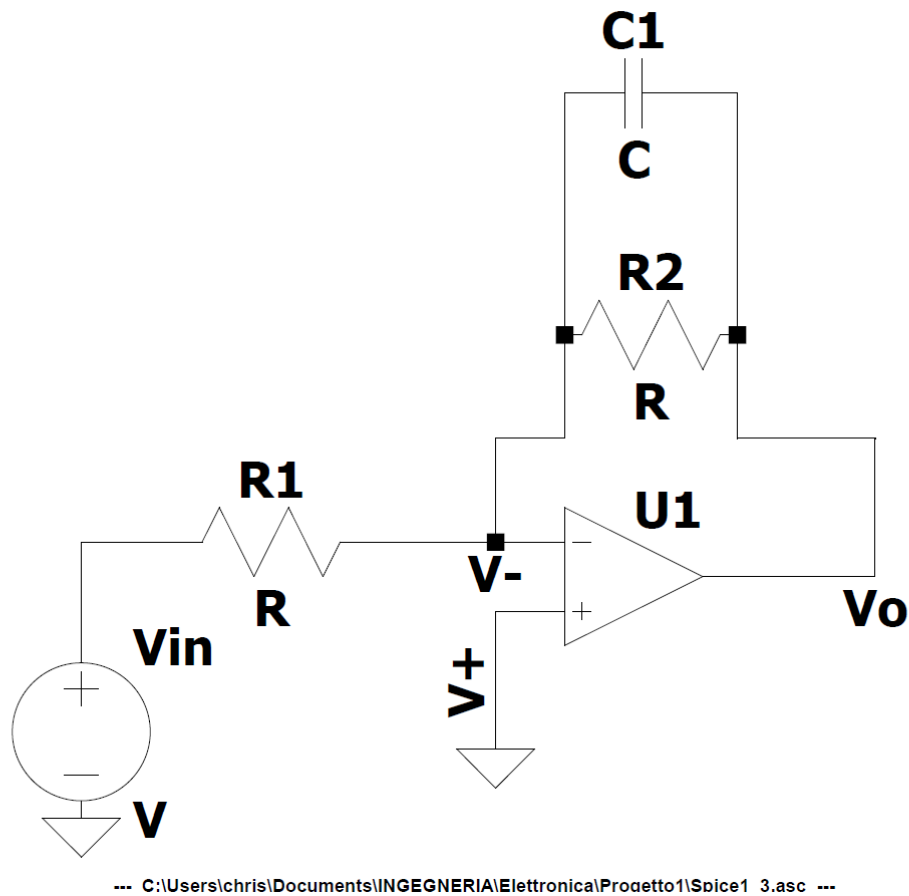 C1
C
R2
R
R1
R
U1
−
+
V-
V+
Vo
Vin
+
−
V
--- C:\Users\chris\Documents\INGEGNERIA\Elettronica\Progetto1\Spice1_3.asc ---